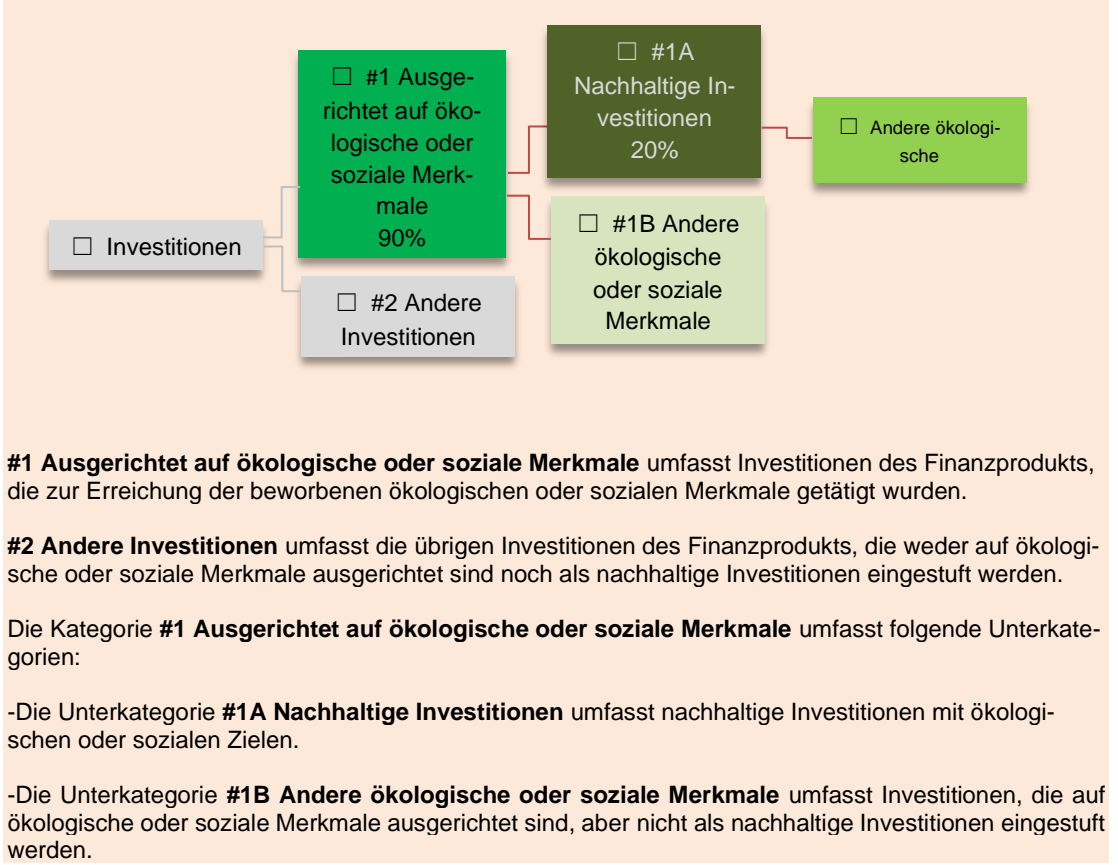 ☐ Investitionen
☐ #1 Ausge-
richtet auf öko-
logische oder
soziale Merk-
male
90%
☐ #2 Andere
Investitionen
☐ #1A
Nachhaltige In-
vestitionen
20%
☐ #1B Andere
ökologische
oder soziale
Merkmale
☐ Andere ökologi-
sche
#1 Ausgerichtet auf ökologische oder soziale Merkmale umfasst Investitionen des Finanzprodukts,
die zur Erreichung der beworbenen ökologischen oder sozialen Merkmale getätigt wurden.
#2 Andere Investitionen umfasst die übrigen Investitionen des Finanzprodukts, die weder auf ökologi-
sche oder soziale Merkmale ausgerichtet sind noch als nachhaltige Investitionen eingestuft werden.
Die Kategorie #1 Ausgerichtet auf ökologische oder soziale Merkmale umfasst folgende Unterkate-
gorien:
-Die Unterkategorie #1A Nachhaltige Investitionen umfasst nachhaltige Investitionen mit ökologi-
schen oder sozialen Zielen.
-Die Unterkategorie #1B Andere ökologische oder soziale Merkmale umfasst Investitionen, die auf
ökologische oder soziale Merkmale ausgerichtet sind, aber nicht als nachhaltige Investitionen eingestuft
werden.